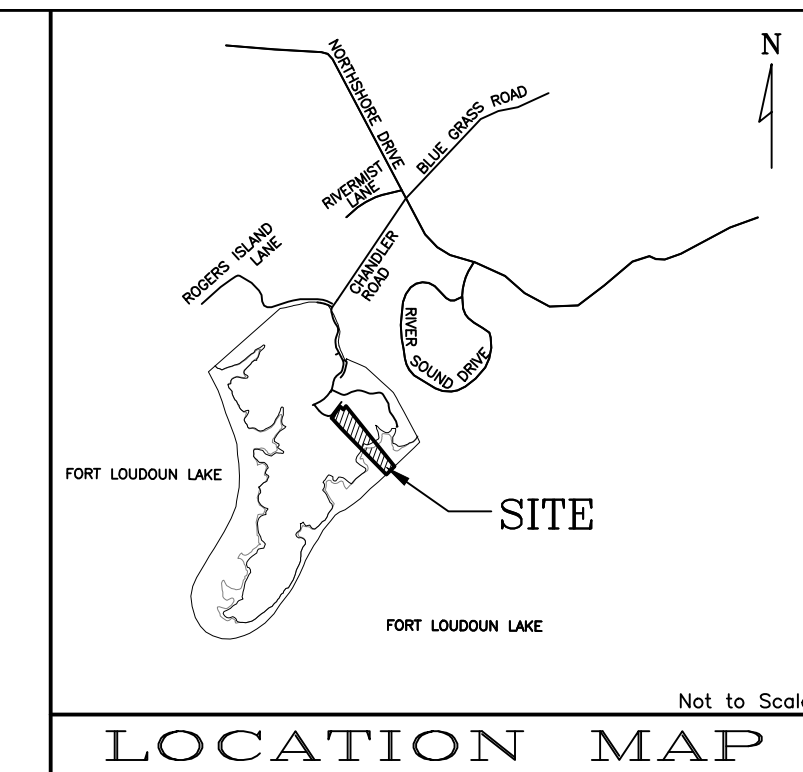 N
NORTHSHORE DRIVE
BLUE GRASS ROAD
RIVERMIST
LANE
ROGERS ISLAND
LANE
CHANDLER
ROAD
RIVER
SOUND DRIVE
FORT LOUDOUN LAKE
SITE
FORT LOUDOUN LAKE
Not to Scale
LOCATION MAP